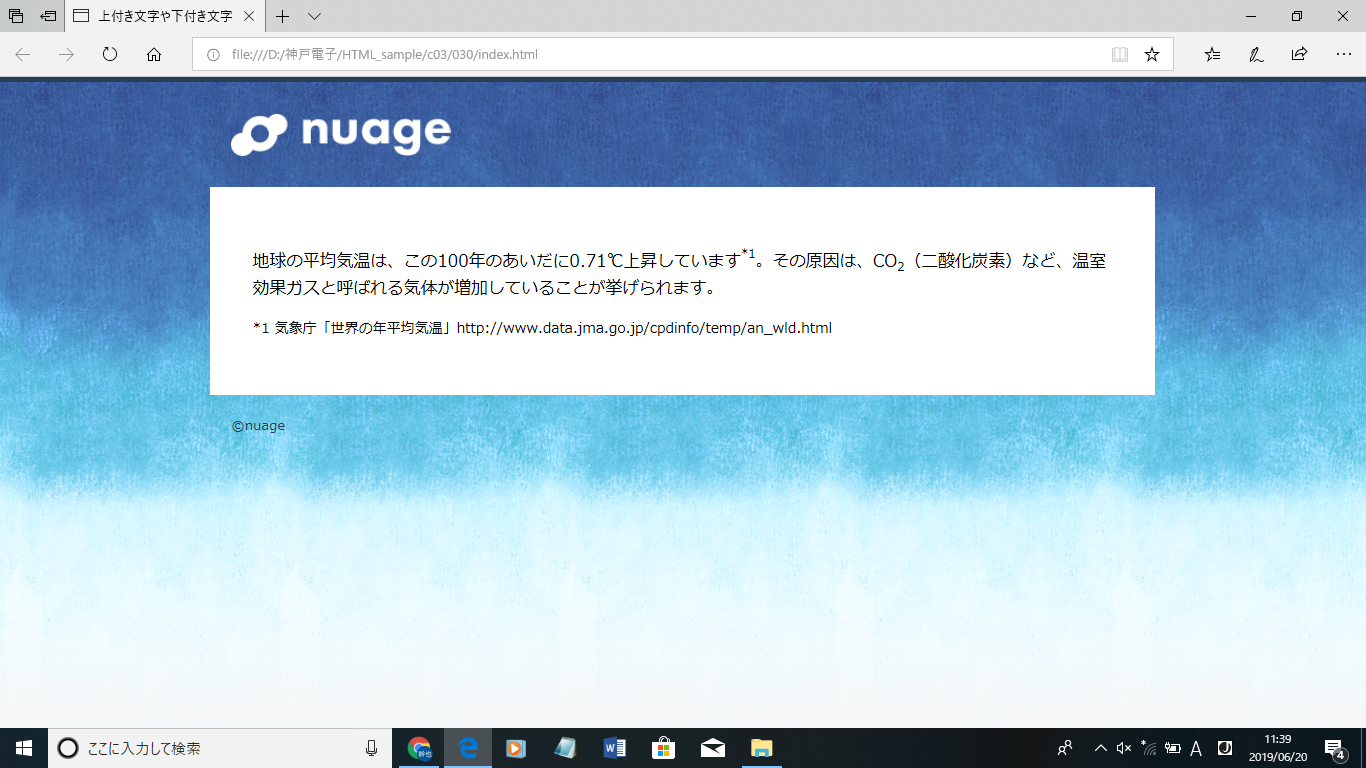 上付き文字や下付き文字
file:///D:/神戸電子/HTML_sample/c03/030/index.html
nuage
地球の平均気温は、この100年のあいだに0.71℃上昇しています*1。その原因は、CO2（二酸化炭素）など、温室
効果ガスと呼ばれる気体が増加していることが挙げられます。
*1 気象庁「世界の年平均気温」http://www.data.jma.go.jp/cpdinfo/temp/an_wld.html
©nuage
ここに入力して検索
A
11:39
2019/06/20
4